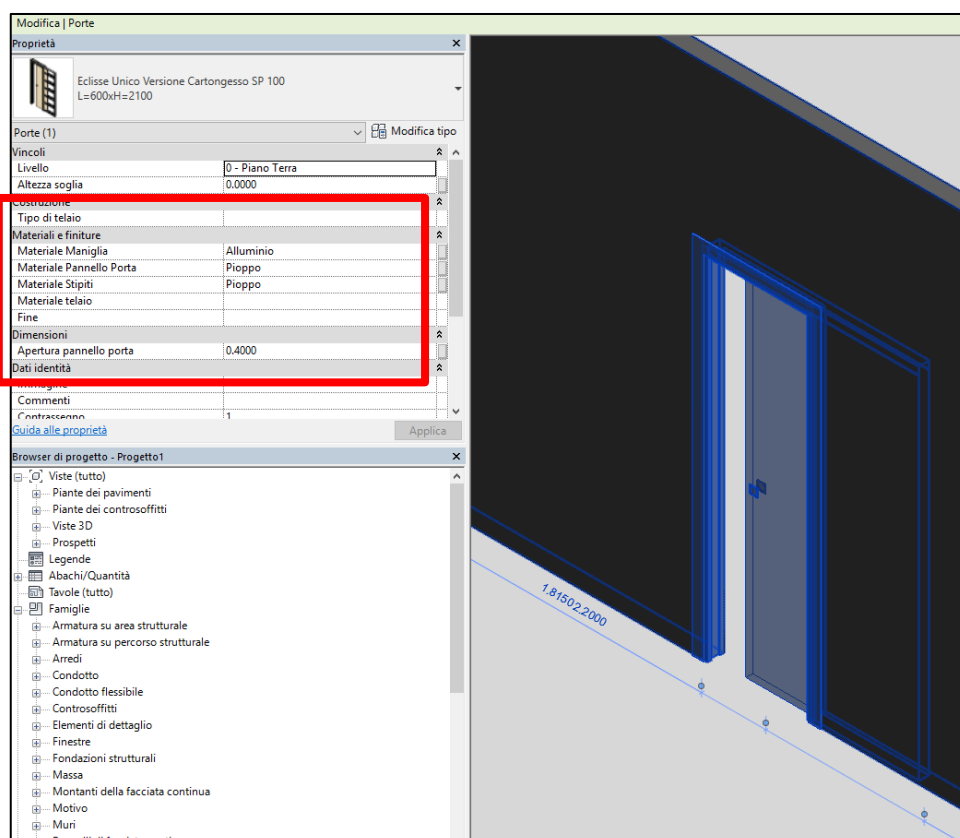 Modifica | Porte
Proprietà
Eclisse Unico Versione Cartongesso SP 100
L=600xH=2100
Porte (1)
Modifica tipo
Vincoli
Livello 0 - Piano Terra
Altezza soglia 0.0000
Costruzione
Tipo di telaio
Materiali e finiture
Materiale Maniglia Alluminio
Materiale Pannello Porta Pioppo
Materiale Stipiti Pioppo
Materiale telaio
Fine
Dimensioni
Apertura pannello porta 0.4000
Dati identità
Immagine
Commenti
Contrassegno 1
Guida alle proprietà
Applica
Browser di progetto - Progetto1
Viste (tutto)
Piante dei pavimenti
Piante dei controsoffitti
Viste 3D
Prospetti
Legende
Abachi/Quantità
Tavole (tutto)
Famiglie
Armatura su area strutturale
Armatura su percorso strutturale
Arredi
Condotto
Condotto flessibile
Controsoffitti
Elementi di dettaglio
Finestre
Fondazioni strutturali
Massa
Montanti della facciata continua
Motivo
Muri
1.81502.2000